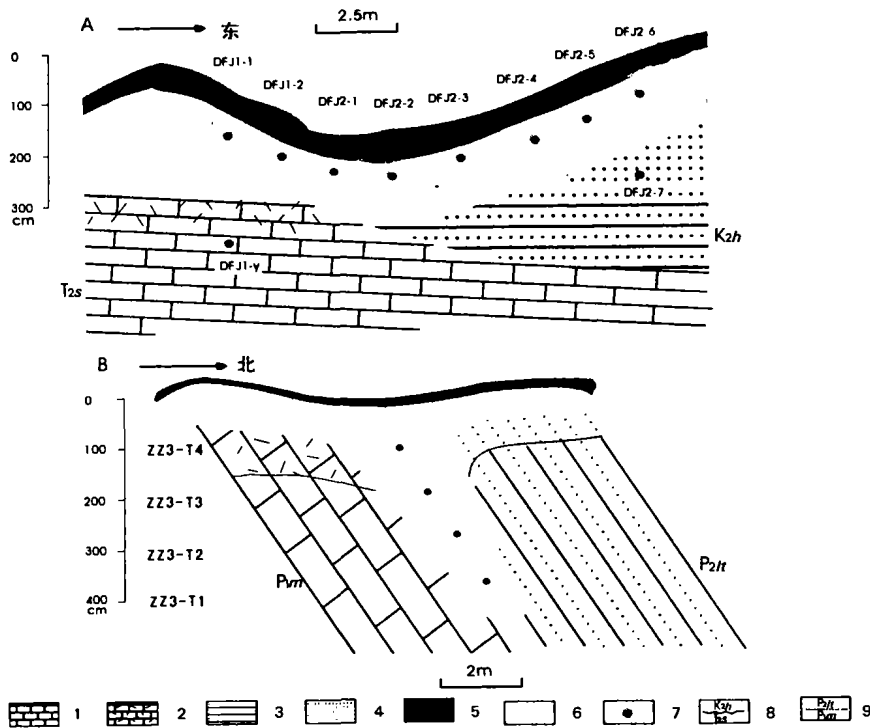 A 东 2.5m
DFJ1-1
DFJ1-2
DFJ2-1
DFJ2-2
DFJ2-3
DFJ2-4
DFJ2-5
DFJ2-6
DFJ2-7
0
100
200
300
cm
K2h
DFJ1-y
T2s
B 北
0
100
200
300
400
cm
ZZ3-T4
ZZ3-T3
ZZ3-T2
ZZ3-T1
P1m
P2lt
2m
1 2 3 4 5 6 7 K2h T2s 8 P2lt P1m 9